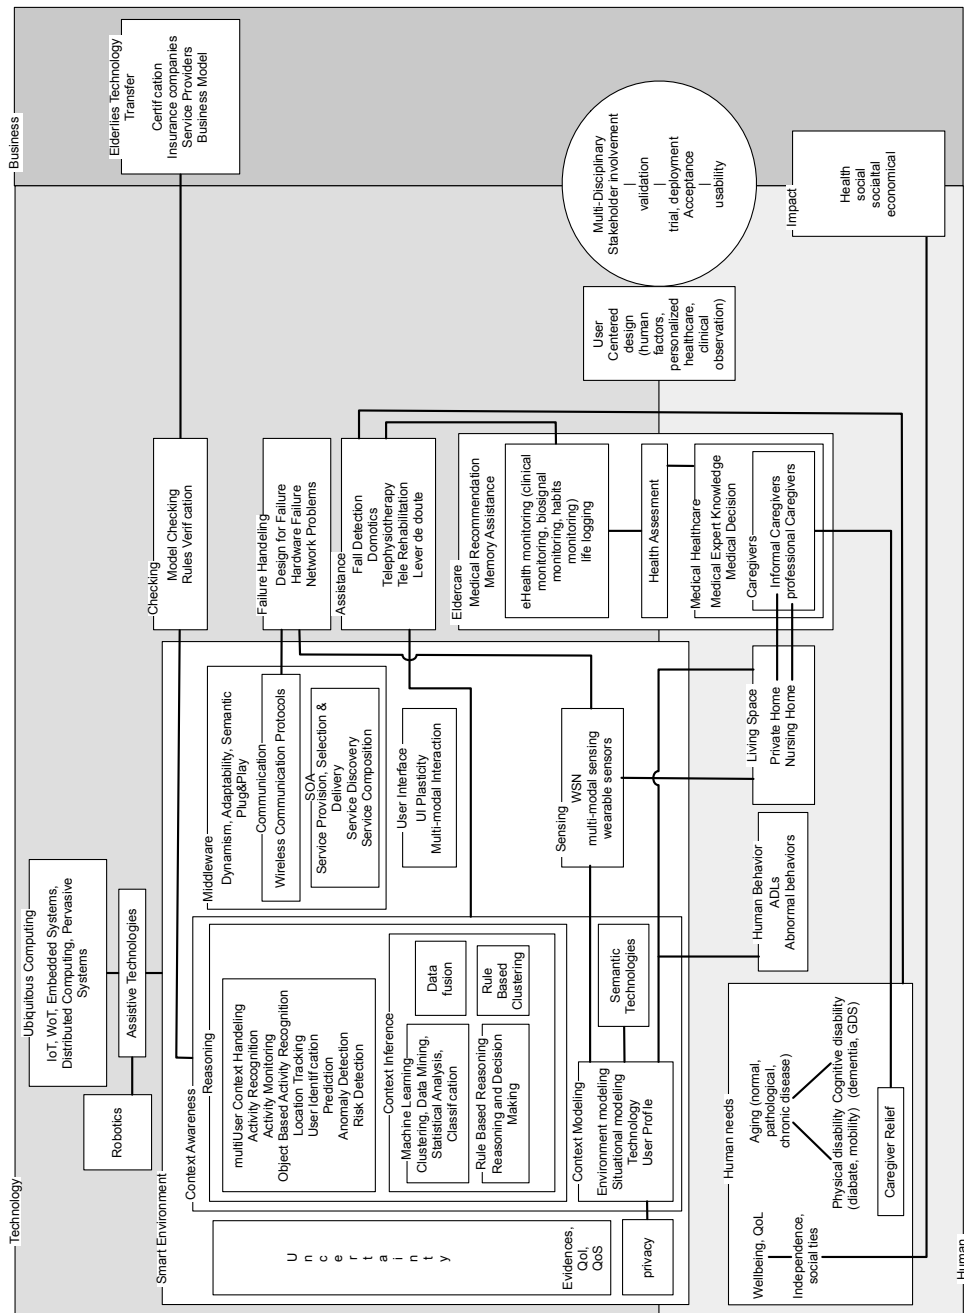 Technology
Business
Human
Ubiquitous Computing
IoT, WoT, Embedded Systems,
Distributed Computing, Pervasive
Systems
Robotics
Assistive Technologies
Elderlies Technology
Transfer
Certif cation
Insurance companies
Service Providers
Business Model
Smart Environment
Uncertainty
Evidences,
QoI,
QoS
privacy
Context Awareness
Reasoning
multiUser Context Handeling
Activity Recognition
Activity Monitoring
Object Based Activity Recognition
Location Tracking
User Identif cation
Prediction
Anomaly Detection
Risk Detection
Context Inference
Machine Learning
Clustering, Data Mining,
Statistical Analysis,
Classif cation
Data
fusion
Rule Based Reasoning
Reasoning and Decision
Making
Rule
Based
Clustering
Context Modeling
Environment modeling
Situational modeling
Technology
User Profile
Semantic
Technologies
Middleware
Dynamism, Adaptability, Semantic
Plug&Play
Communication
Wireless Communication Protocols
SOA
Service Provision, Selection &
Delivery
Service Discovery
Service Composition
User Interface
UI Plasticity
Multi-modal Interaction
Sensing
WSN
multi-modal sensing
wearable sensors
Checking
Model Checking
Rules Verif cation
Failure Handeling
Design for Failure
Hardware Failure
Network Problems
Assistance
Fall Detection
Domotics
Telephysiotherapy
Tele Rehabilitation
Lever de doute
Eldercare
Medical Recommendation
Memory Assistance
eHealth monitoring (clinical
monitoring, biosignal
monitoring, habits
monitoring)
life logging
Health Assesment
Medical Healthcare
Medical Expert Knowledge
Medical Decision
Caregivers
Informal Caregivers
professional Caregivers
User
Centered
design
(human
factors,
personalized
healthcare,
clinical
observation)
Multi-Disciplinary
Stakeholder involvement
validation
trial, deployment
Acceptance
usability
Impact
Health
social
socialtal
economical
Human needs
Wellbeing, QoL
Independence,
social ties
Aging (normal,
pathological,
chronic disease)
Physical disability
(diabate, mobility)
Cognitive disability
(dementia, GDS)
Caregiver Relief
Human Behavior
ADLs
Abnormal behaviors
Living Space
Private Home
Nursing Home